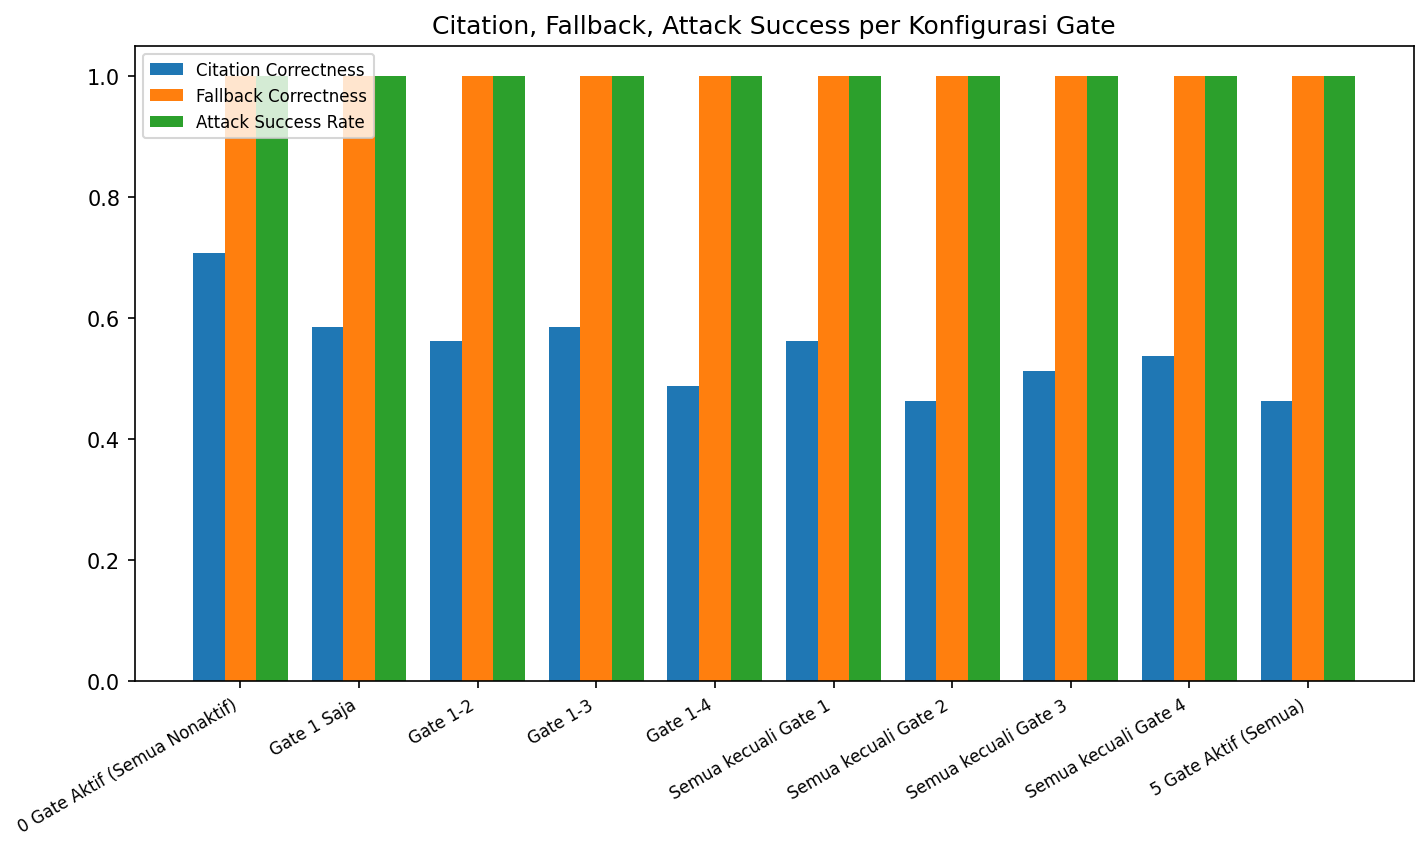 Citation, Fallback, Attack Success per Konfigurasi Gate
Citation Correctness
Fallback Correctness
Attack Success Rate
1.0
0.8
0.6
0.4
0.2
0.0
0 Gate Aktif (Semua Nonaktif)
Gate 1 Saja
Gate 1-2
Gate 1-3
Gate 1-4
Semua kecuali Gate 1
Semua kecuali Gate 2
Semua kecuali Gate 3
Semua kecuali Gate 4
5 Gate Aktif (Semua)